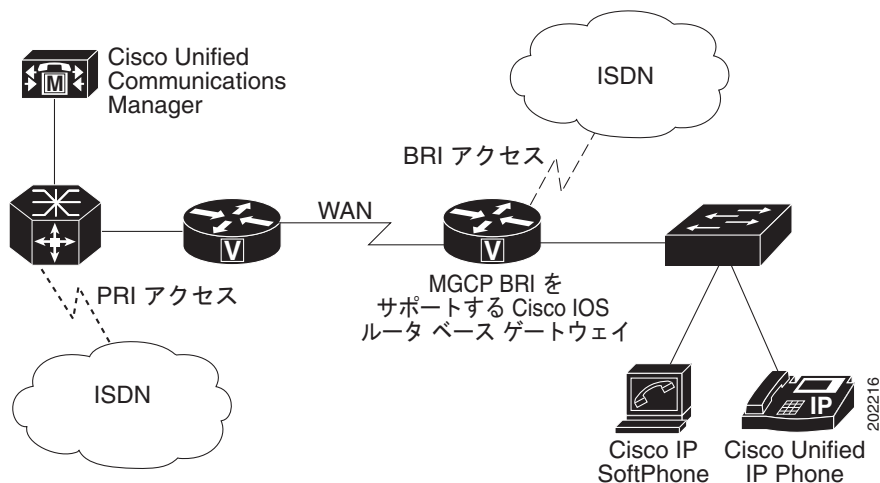 Cisco Unified
Communications
Manager
M
ISDN
BRI アクセス
WAN
V
V
PRI アクセス
MGCP BRI を
サポートする Cisco IOS
ルータ ベース ゲートウェイ
ISDN
IP
Cisco IP
SoftPhone
Cisco Unified
IP Phone
202216